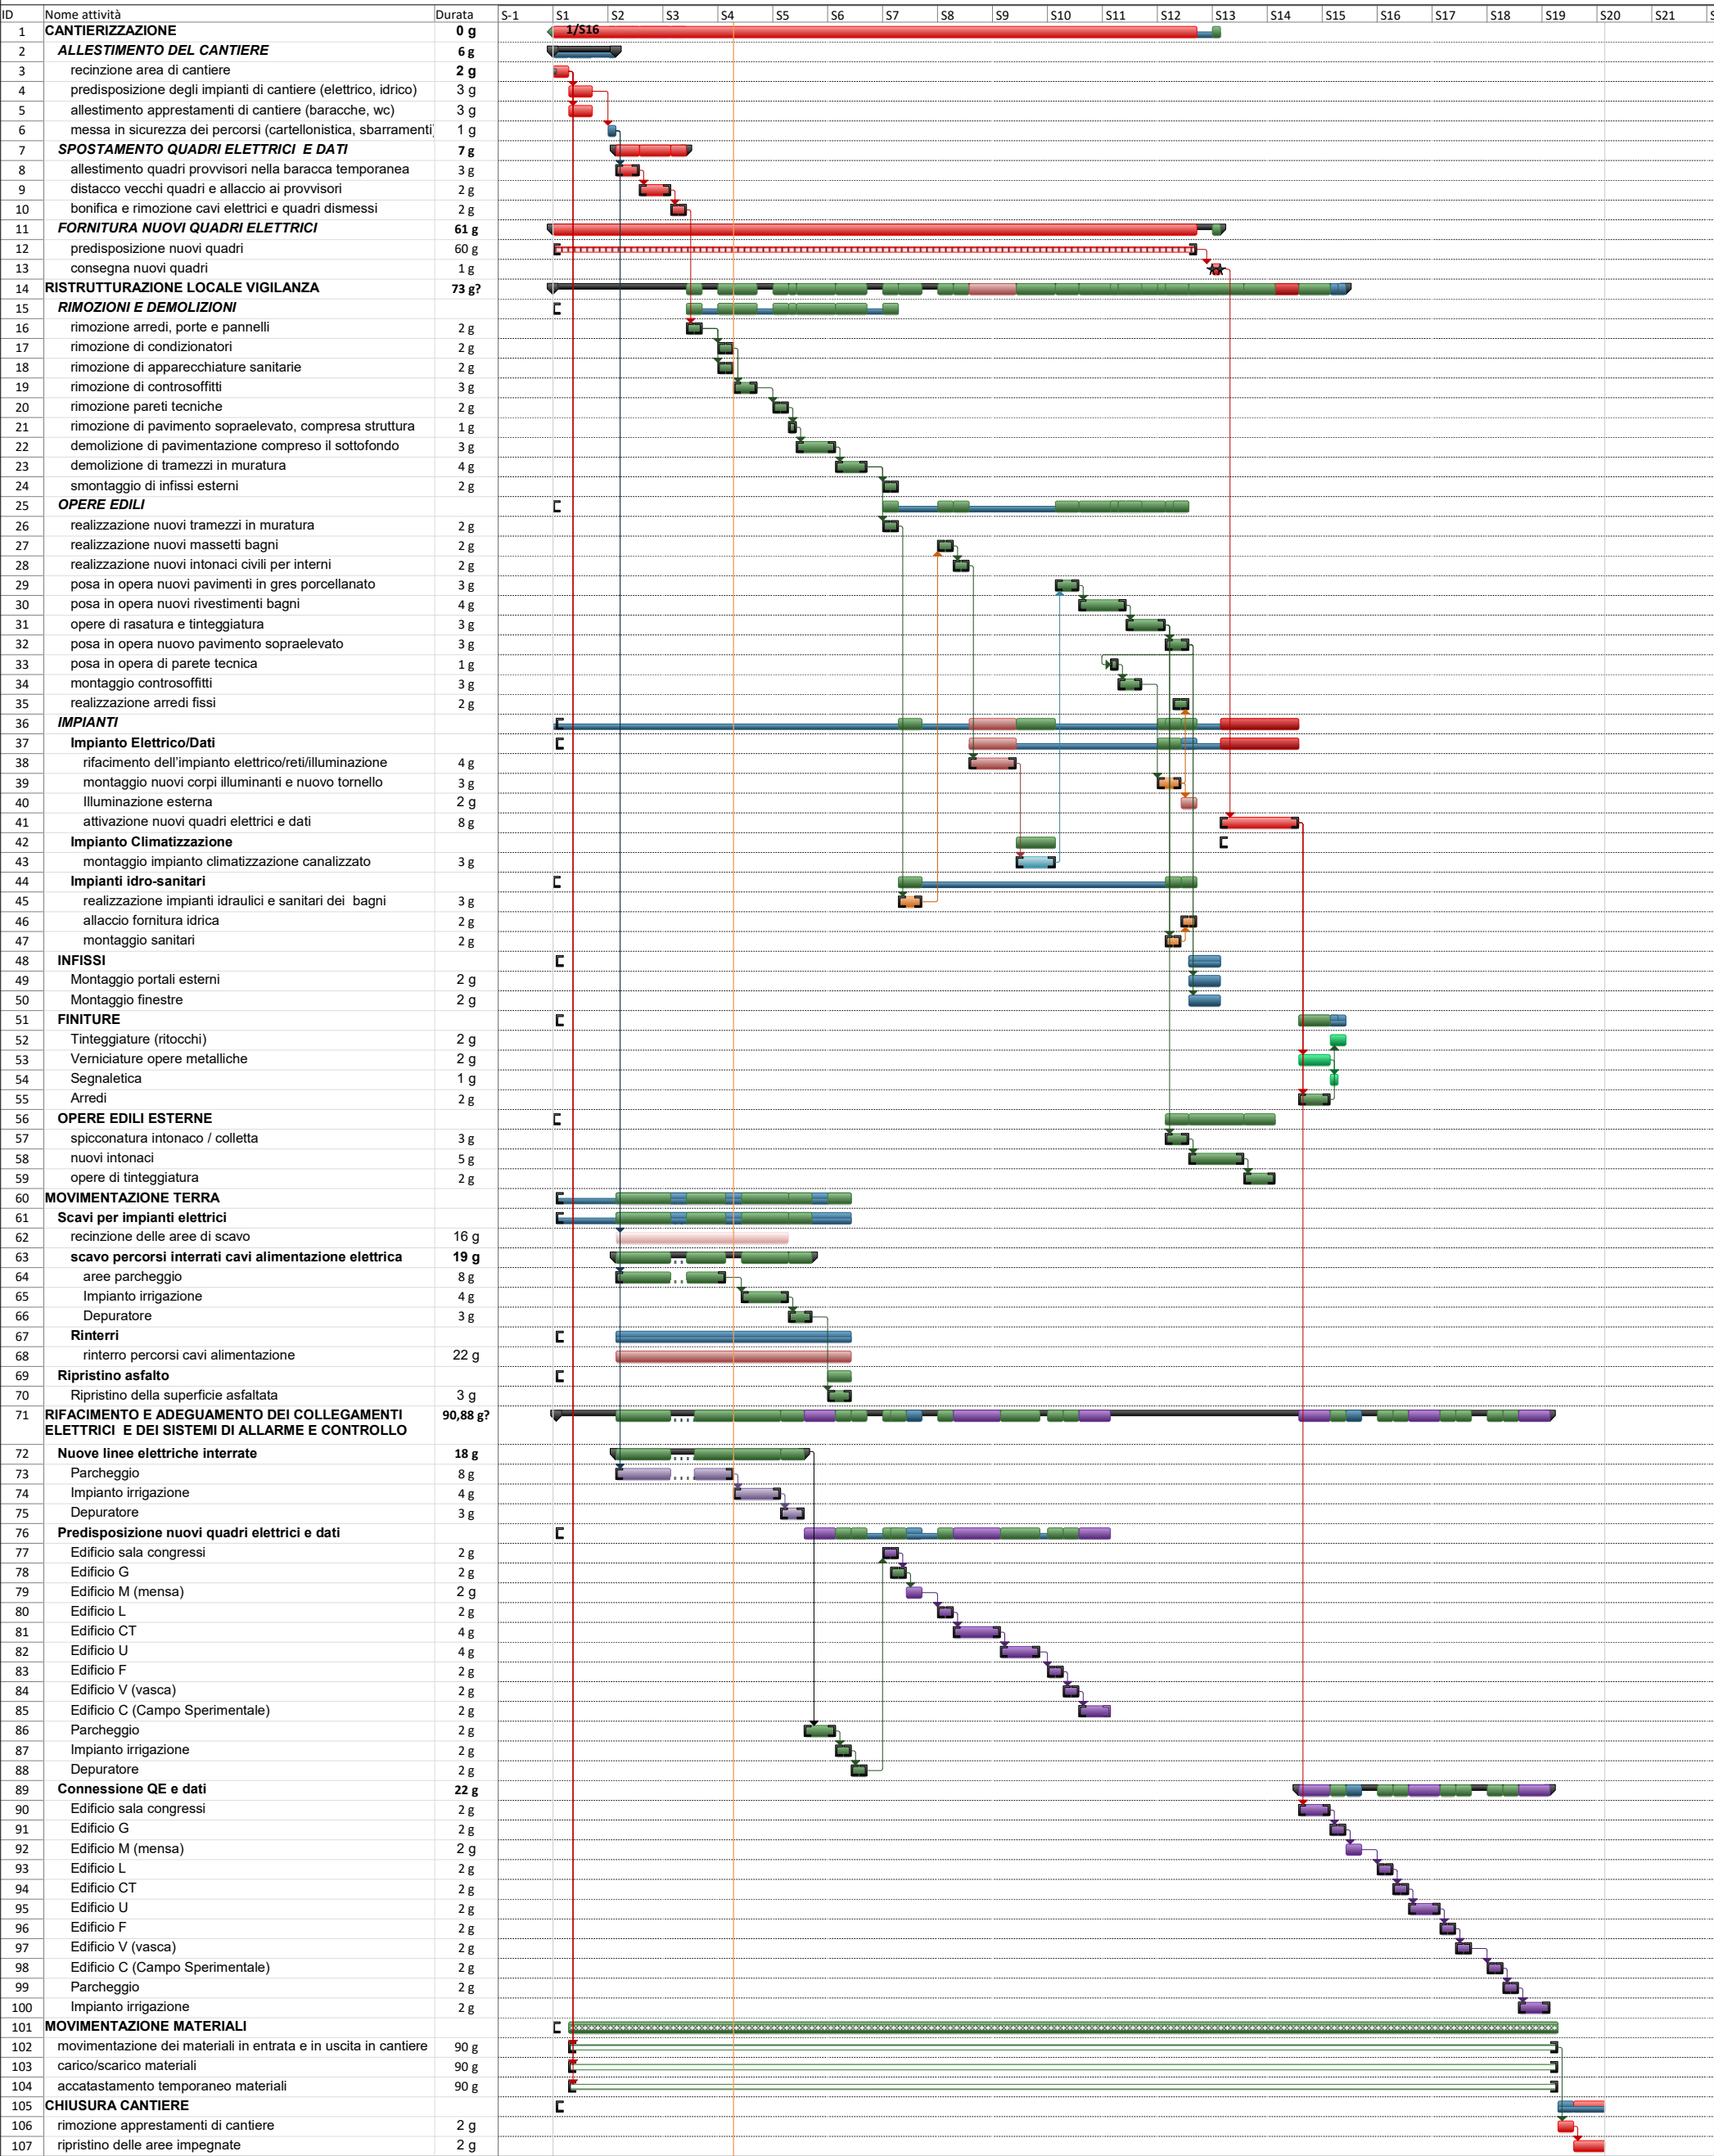 ID Nome attività Durata S-1 S1 S2 S3 S4 S5 S6 S7 S8 S9 S10 S11 S12 S13 S14 S15 S16 S17 S18 S19 S20 S21
1 CANTIERIZZAZIONE 0 g 1/S16
2 ALLESTIMENTO DEL CANTIERE 6 g
3 recinzione area di cantiere 2 g
4 predisposizione degli impianti di cantiere (elettrico, idrico) 3 g
5 allestimento apprestamenti di cantiere (baracche, wc) 3 g
6 messa in sicurezza dei percorsi (cartellonistica, sbarramenti) 1 g
7 SPOSTAMENTO QUADRI ELETTRICI E DATI 7 g
8 allestimento quadri provvisori nella baracca temporanea 3 g
9 distacco vecchi quadri e allaccio ai provvisori 2 g
10 bonifica e rimozione cavi elettrici e quadri dismessi 2 g
11 FORNITURA NUOVI QUADRI ELETTRICI 61 g
12 predisposizione nuovi quadri 60 g
13 consegna nuovi quadri 1 g
14 RISTRUTTURAZIONE LOCALE VIGILANZA 73 g?
15 RIMOZIONI E DEMOLIZIONI
16 rimozione arredi, porte e pannelli 2 g
17 rimozione di condizionatori 2 g
18 rimozione di apparecchiature sanitarie 2 g
19 rimozione di controsoffitti 3 g
20 rimozione pareti tecniche 2 g
21 rimozione di pavimento sopraelevato, compresa struttura 1 g
22 demolizione di pavimentazione compreso il sottofondo 3 g
23 demolizione di tramezzi in muratura 4 g
24 smontaggio di infissi esterni 2 g
25 OPERE EDILI
26 realizzazione nuovi tramezzi in muratura 2 g
27 realizzazione nuovi massetti bagni 2 g
28 realizzazione nuovi intonaci civili per interni 2 g
29 posa in opera nuovi pavimenti in gres porcellanato 3 g
30 posa in opera nuovi rivestimenti bagni 4 g
31 opere di rasatura e tinteggiatura 3 g
32 posa in opera nuovo pavimento sopraelevato 3 g
33 posa in opera di parete tecnica 1 g
34 montaggio controsoffitti 3 g
35 realizzazione arredi fissi 2 g
36 IMPIANTI
37 Impianto Elettrico/Dati
38 rifacimento dell'impianto elettrico/reti/illuminazione 4 g
39 montaggio nuovi corpi illuminanti e nuovo tornello 3 g
40 Illuminazione esterna 2 g
41 attivazione nuovi quadri elettrici e dati 8 g
42 Impianto Climatizzazione
43 montaggio impianto climatizzazione canalizzato 3 g
44 Impianti idro-sanitari
45 realizzazione impianti idraulici e sanitari dei bagni 3 g
46 allaccio fornitura idrica 2 g
47 montaggio sanitari 2 g
48 INFISSI
49 Montaggio portali esterni 2 g
50 Montaggio finestre 2 g
51 FINITURE
52 Tinteggiature (ritocchi) 2 g
53 Verniciature opere metalliche 2 g
54 Segnaletica 1 g
55 Arredi 2 g
56 OPERE EDILI ESTERNE
57 spicconatura intonaco / colletta 3 g
58 nuovi intonaci 5 g
59 opere di tinteggiatura 2 g
60 MOVIMENTAZIONE TERRA
61 Scavi per impianti elettrici
62 recinzione delle aree di scavo 16 g
63 scavo percorsi interrati cavi alimentazione elettrica 19 g
64 aree parcheggio 8 g
65 Impianto irrigazione 4 g
66 Depuratore 3 g
67 Rinterri
68 rinterro percorsi cavi alimentazione 22 g
69 Ripristino asfalto
70 Ripristino della superficie asfaltata 3 g
71 RIFACIMENTO E ADEGUAMENTO DEI COLLEGAMENTI 90,88 g?
ELETTRICI E DEI SISTEMI DI ALLARME E CONTROLLO
72 Nuove linee elettriche interrate 18 g
73 Parcheggio 8 g
74 Impianto irrigazione 4 g
75 Depuratore 3 g
76 Predisposizione nuovi quadri elettrici e dati
77 Edificio sala congressi 2 g
78 Edificio G 2 g
79 Edificio M (mensa) 2 g
80 Edificio L 2 g
81 Edificio CT 4 g
82 Edificio U 4 g
83 Edificio F 2 g
84 Edificio V (vasca) 2 g
85 Edificio C (Campo Sperimentale) 2 g
86 Parcheggio 2 g
87 Impianto irrigazione 2 g
88 Depuratore 2 g
89 Connessione QE e dati 22 g
90 Edificio sala congressi 2 g
91 Edificio G 2 g
92 Edificio M (mensa) 2 g
93 Edificio L 2 g
94 Edificio CT 2 g
95 Edificio U 2 g
96 Edificio F 2 g
97 Edificio V (vasca) 2 g
98 Edificio C (Campo Sperimentale) 2 g
99 Parcheggio 2 g
100 Impianto irrigazione 2 g
101 MOVIMENTAZIONE MATERIALI
102 movimentazione dei materiali in entrata e in uscita in cantiere 90 g
103 carico/scarico materiali 90 g
104 accatastamento temporaneo materiali 90 g
105 CHIUSURA CANTIERE
106 rimozione apprestamenti di cantiere 2 g
107 ripristino delle aree impegnate 2 g